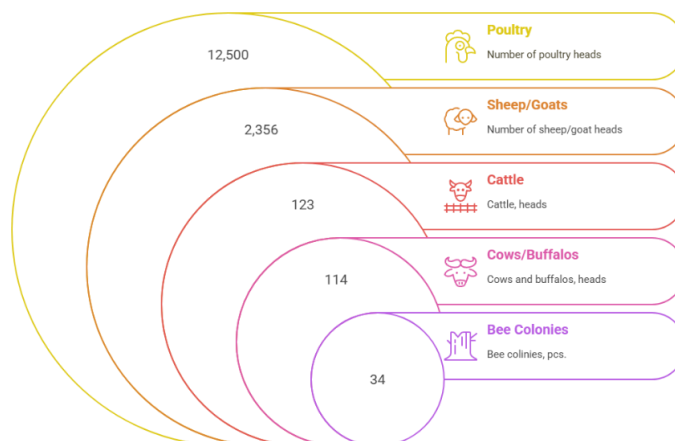 12,500
Poultry
Number of poultry heads
2,356
Sheep/Goats
Number of sheep/goat heads
123
Cattle
Cattle, heads
114
Cows/Buffalos
Cows and buffalos, heads
34
Bee Colonies
Bee colinies, pcs.